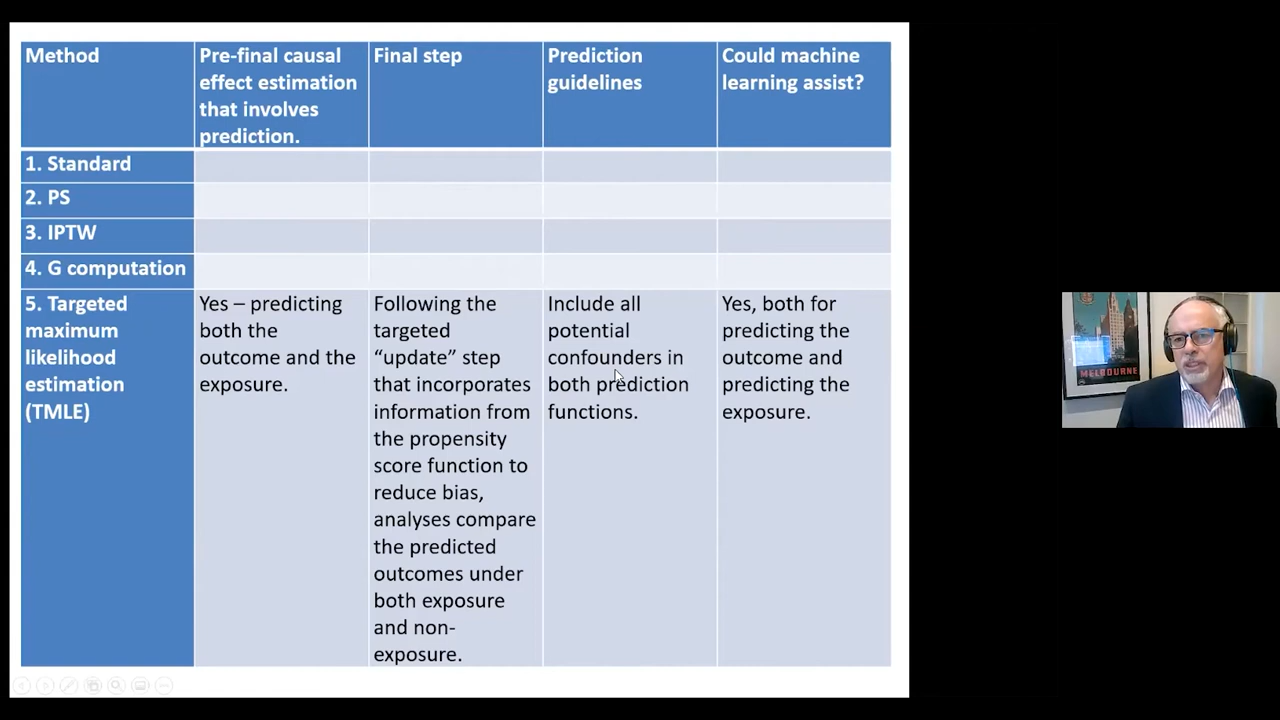 Method
Pre-final causal
effect estimation
that involves
prediction.
Final step
Prediction
guidelines
Could machine
learning assist?
1. Standard
2. PS
3. IPTW
4. G computation
5. Targeted
maximum
likelihood
estimation
(TMLE)
Yes – predicting
both the
outcome and the
exposure.
Following the
targeted
“update” step
that incorporates
information from
the propensity
score function to
reduce bias,
analyses compare
the predicted
outcomes under
both exposure
and non-
exposure.
Include all
potential
confounders in
both prediction
functions.
Yes, both for
predicting the
outcome and
predicting the
exposure.
MELBOURNE